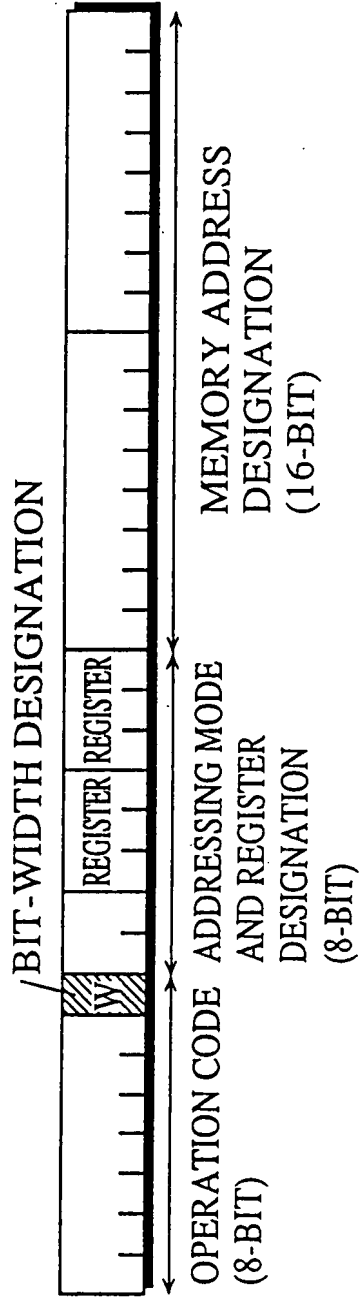 BIT-WIDTH DESIGNATION
W
REGISTER
REGISTER
OPERATION CODE
(8-BIT)
ADDRESSING MODE
AND REGISTER
DESIGNATION
(8-BIT)
MEMORY ADDRESS
DESIGNATION
(16-BIT)